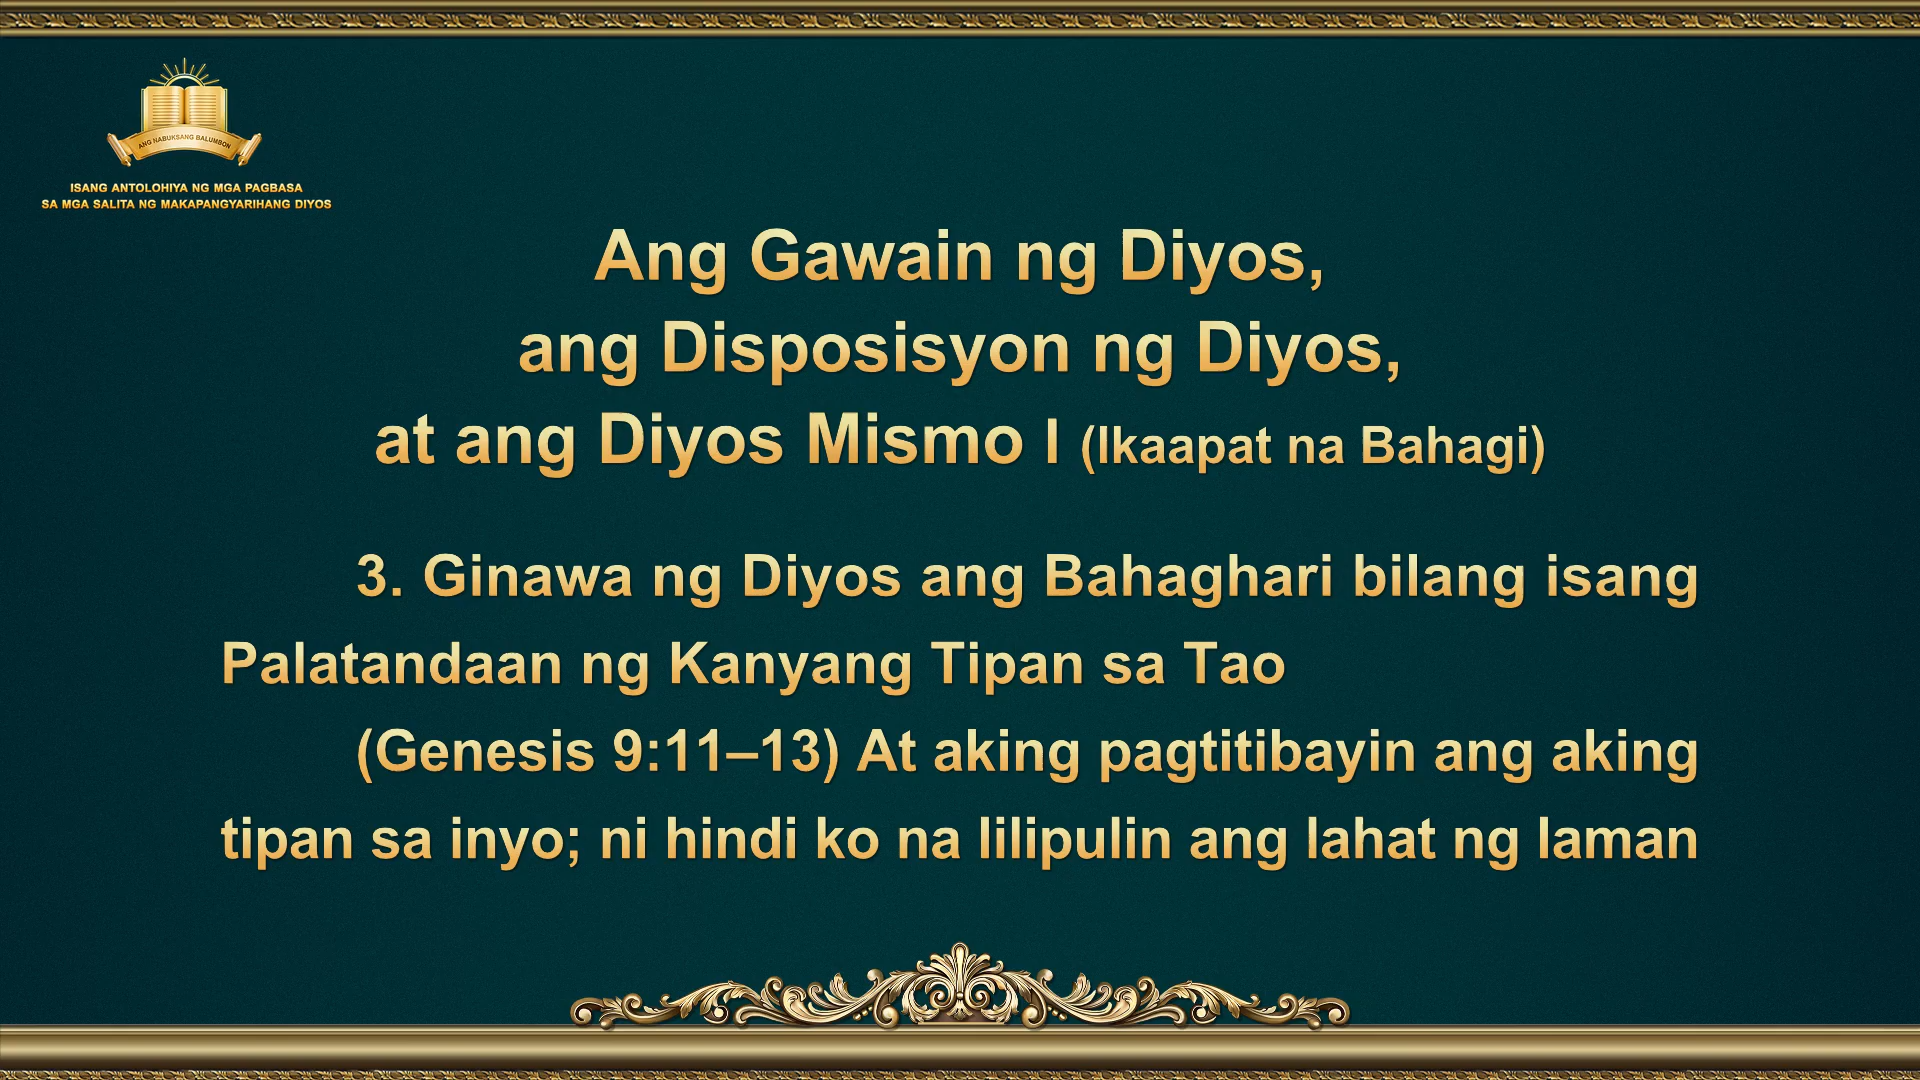 ANG NABUKSANG BALUMBON
ISANG ANTOLOHIYA NG MGA PAGBASA
SA MGA SALITA NG MAKAPANGYARIHANG DIYOS
Ang Gawain ng Diyos,
ang Disposisyon ng Diyos,
at ang Diyos Mismo I (Ikaapat na Bahagi)
3. Ginawa ng Diyos ang Bahaghari bilang isang
Palatandaan ng Kanyang Tipan sa Tao
(Genesis 9:11–13) At aking pagtitibayin ang aking
tipan sa inyo; ni hindi ko na lilipulin ang lahat ng laman